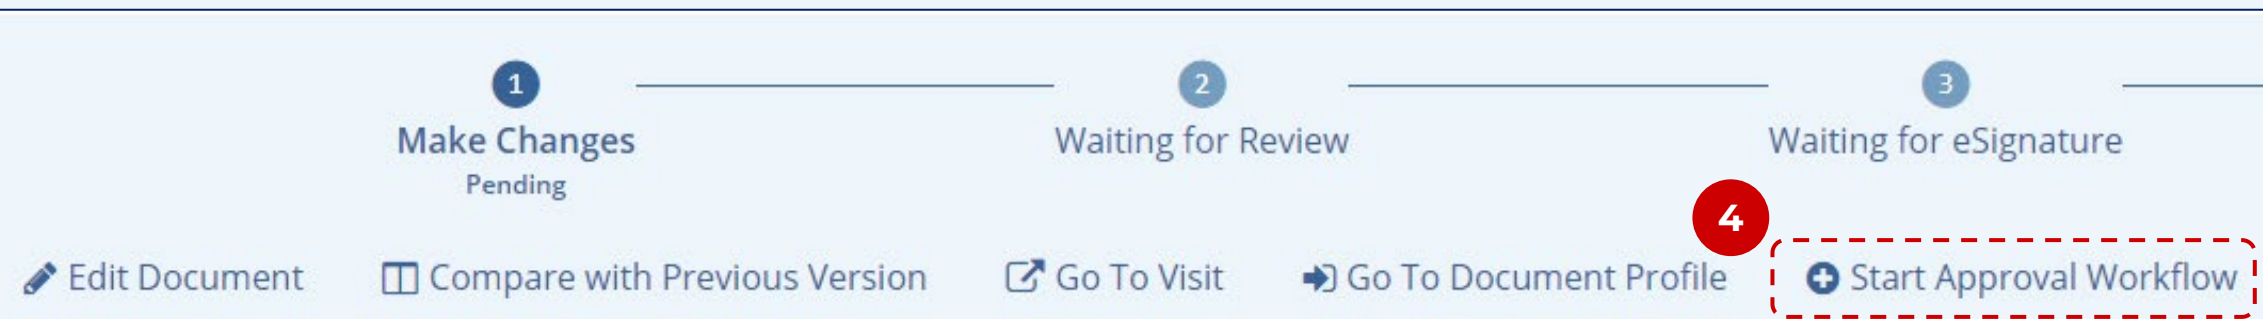 1
2
3
Make Changes
Waiting for Review
Waiting for eSignature
Pending
4
Edit Document
Compare with Previous Version
Go To Visit
Go To Document Profile
Start Approval Workflow